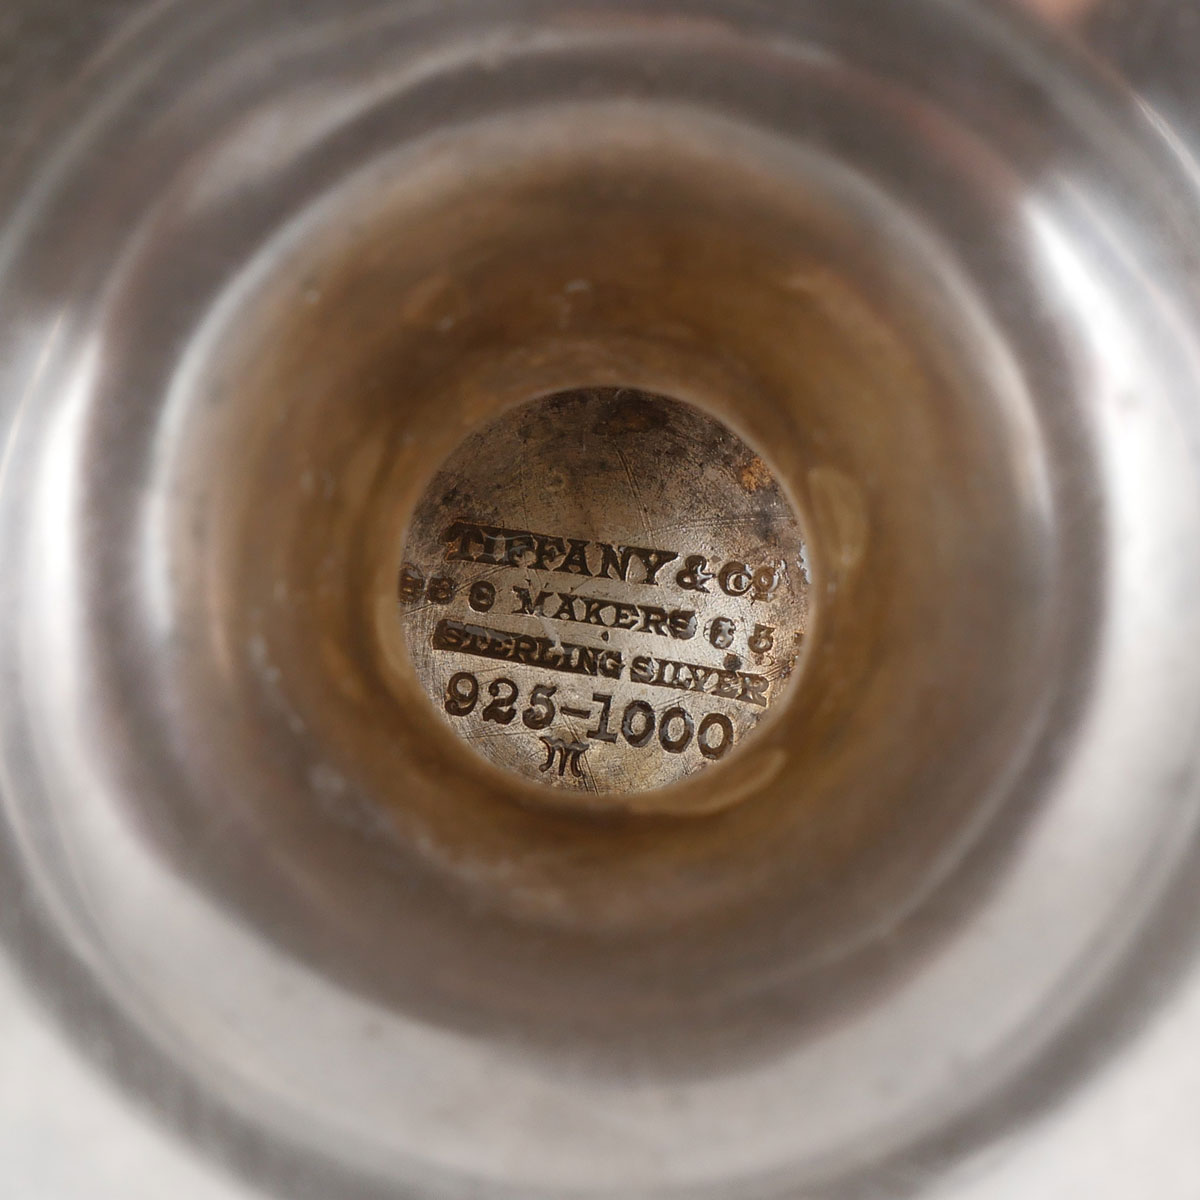 TIFFANY & Co
MAKERS
STERLING SILVER
925-1000
M